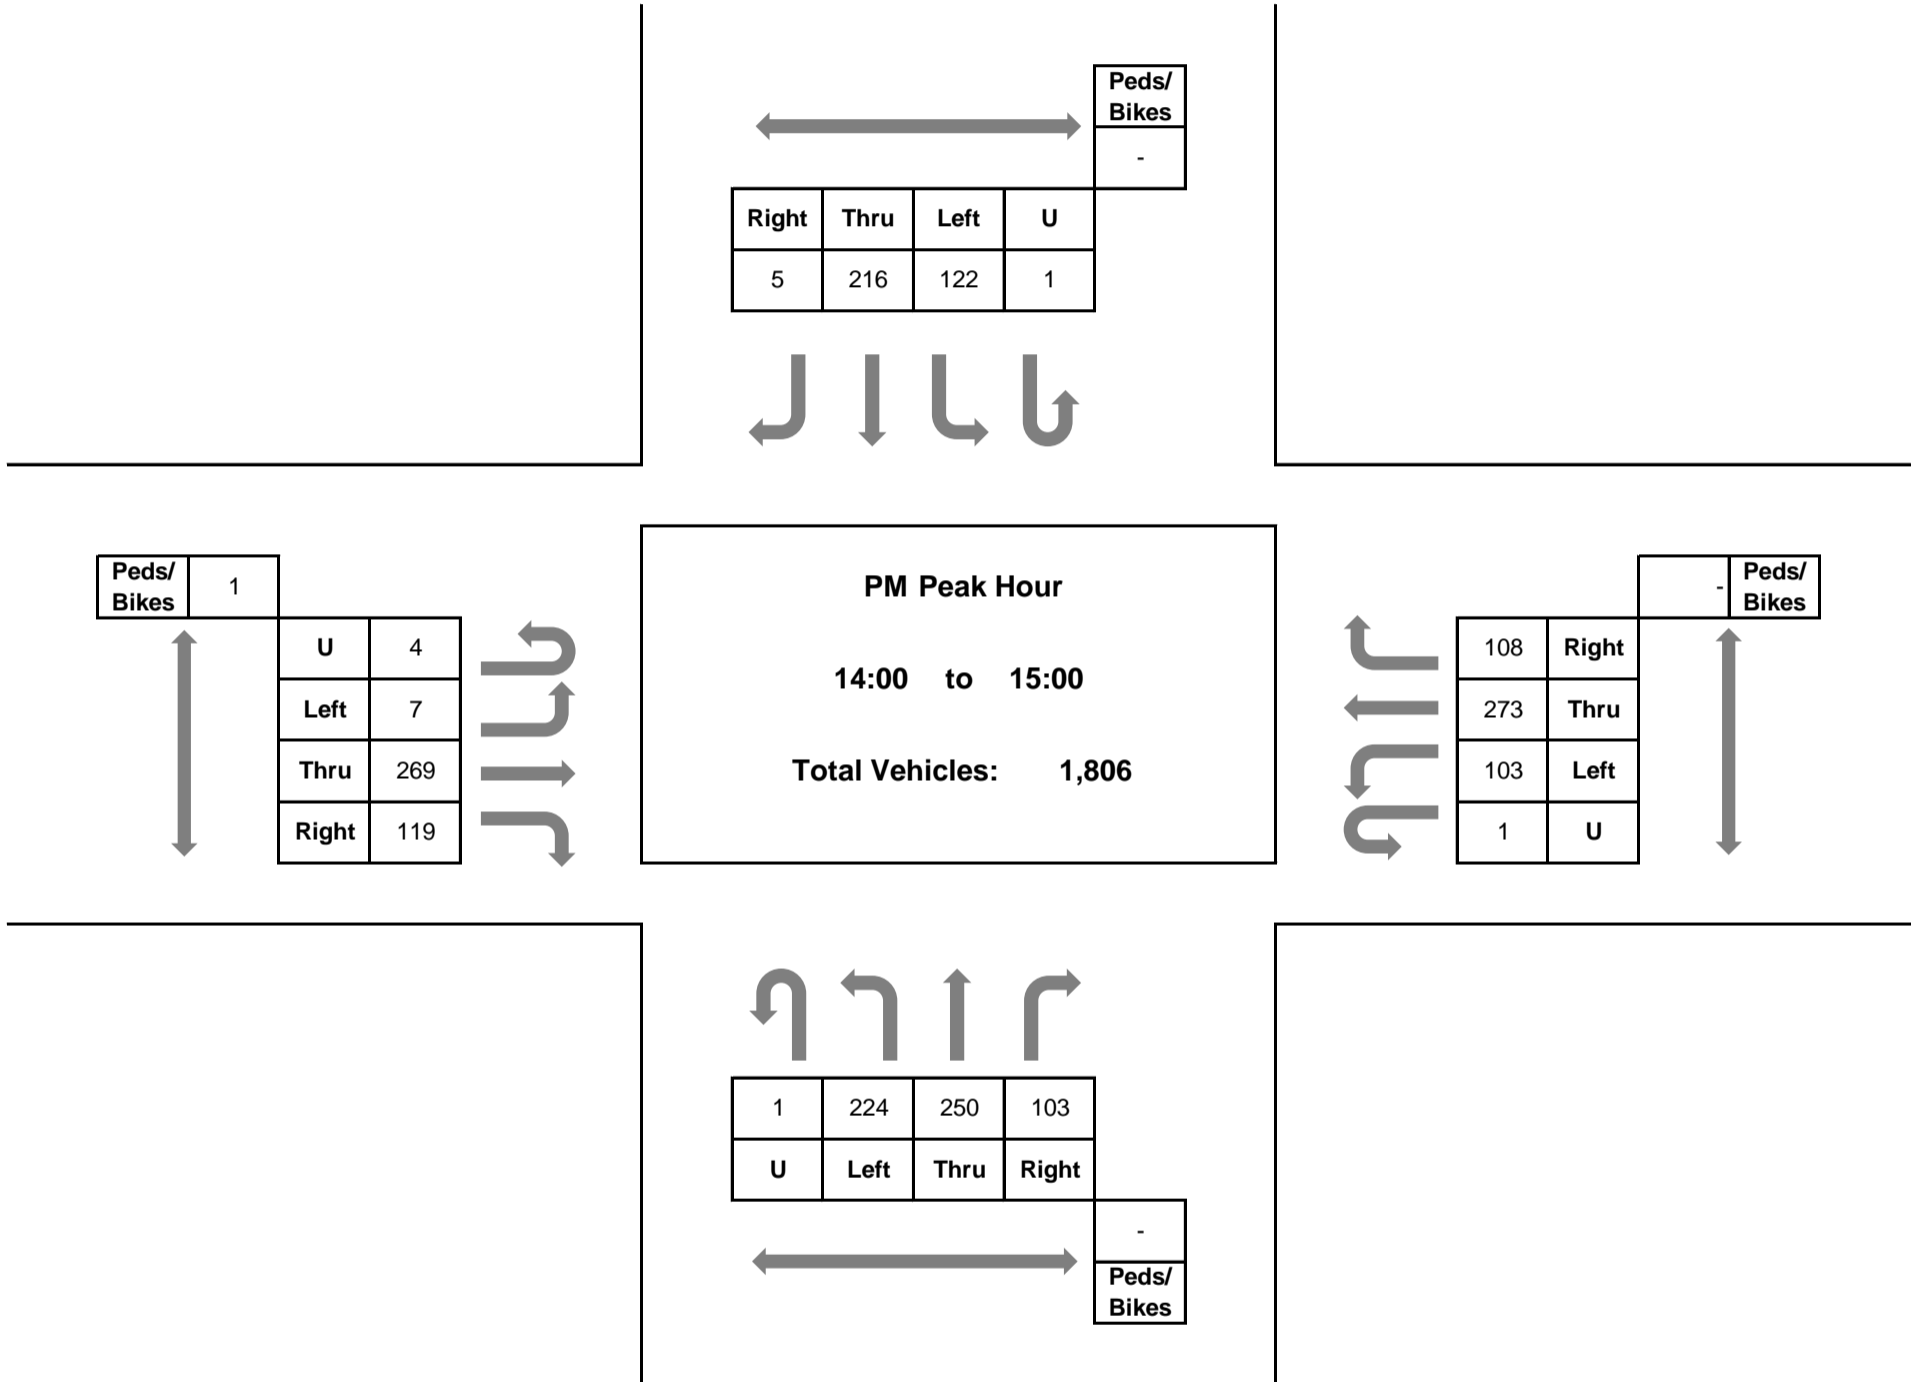 Peds/
Bikes
-
Right Thru Left U
5 216 122 1
Peds/
Bikes
1
U 4
Left 7
Thru 269
Right 119
PM Peak Hour
14:00 to 15:00
Total Vehicles: 1,806
- Peds/
Bikes
108 Right
273 Thru
103 Left
1 U
1 224 250 103
U Left Thru Right
-
Peds/
Bikes